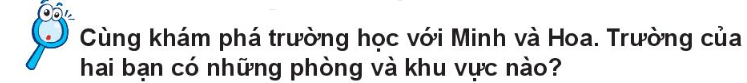 Cùng khám phá trường học với Minh và Hoa. Trường của
hai bạn có những phòng và khu vực nào?